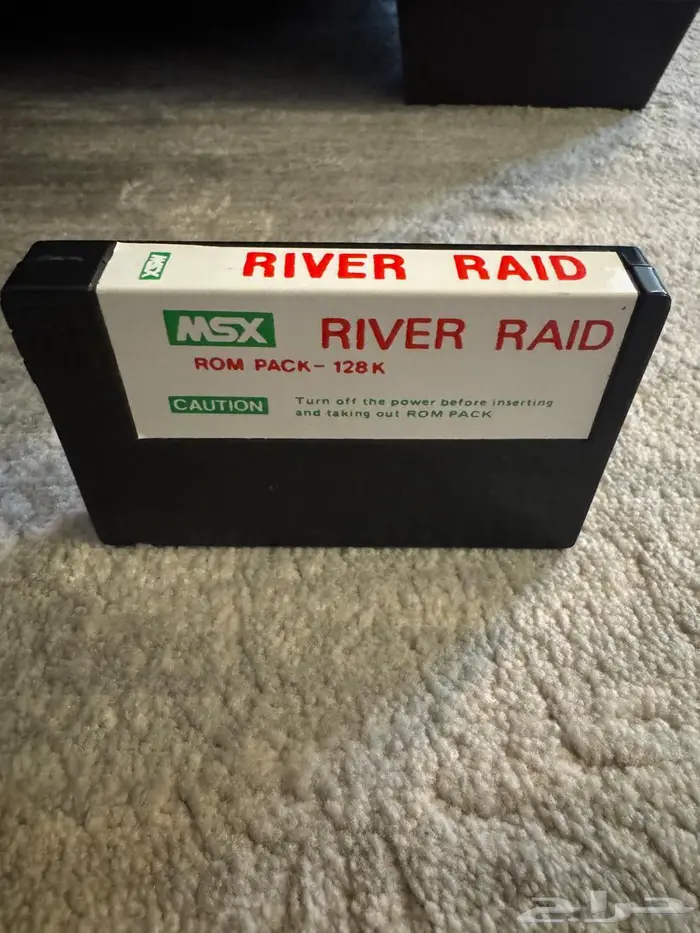 MSX RIVER RAID
MSX RIVER RAID
ROM PACK - 128K
CAUTION Turn off the power before inserting
and taking out ROM PACK
حراج